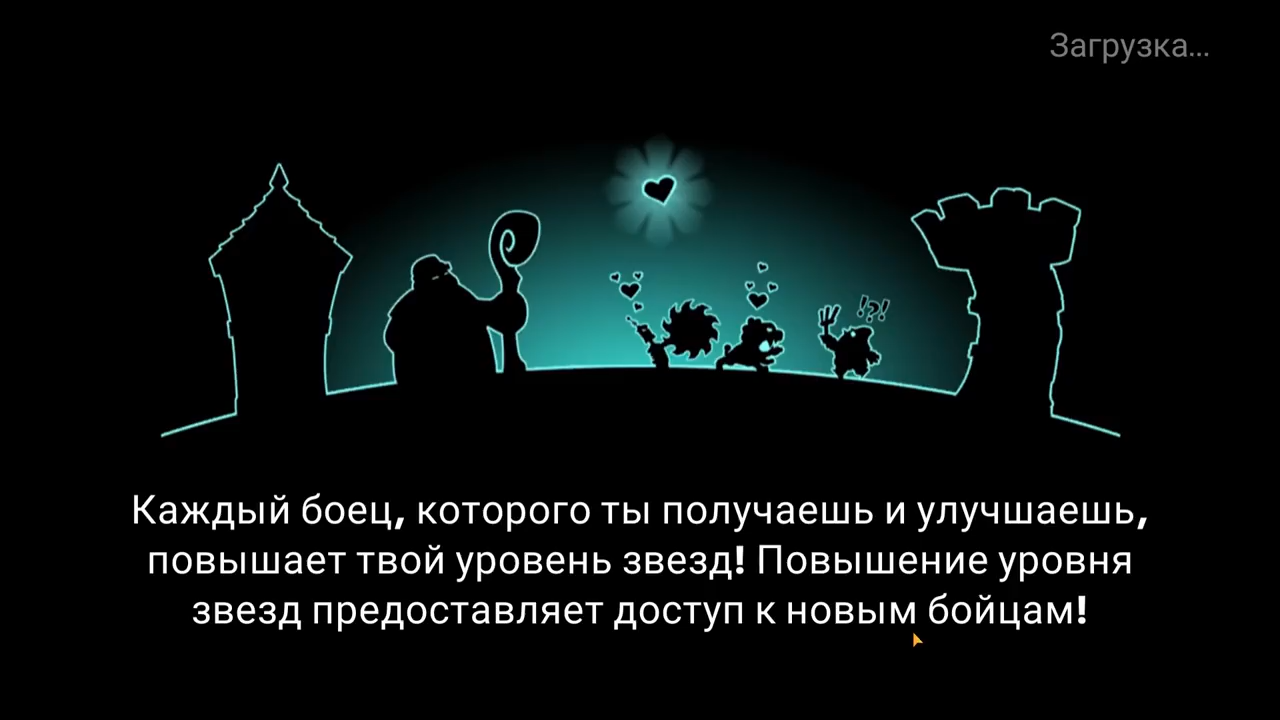 Загрузка...
!?!
Каждый боец, которого ты получаешь и улучшаешь,
повышает твой уровень звезд! Повышение уровня
звезд предоставляет доступ к новым бойцам!